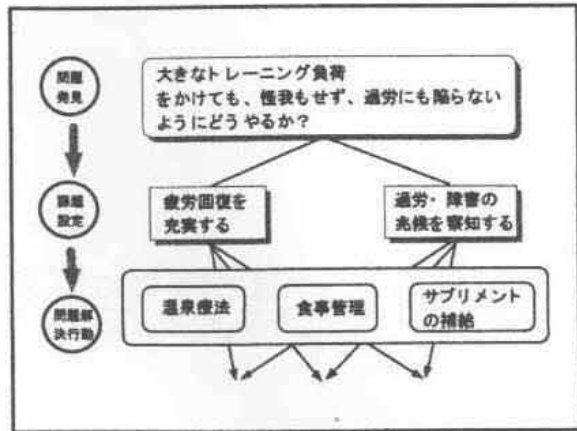 問題
発見
大きなトレーニング負荷
をかけても、怪我もせず、過労にも陥らない
ようにどうやるか？
課題
設定
疲労回復を
充実する
過労・障害の
兆候を察知する
問題解
決行動
温泉療法
食事管理
サプリメント
の補給